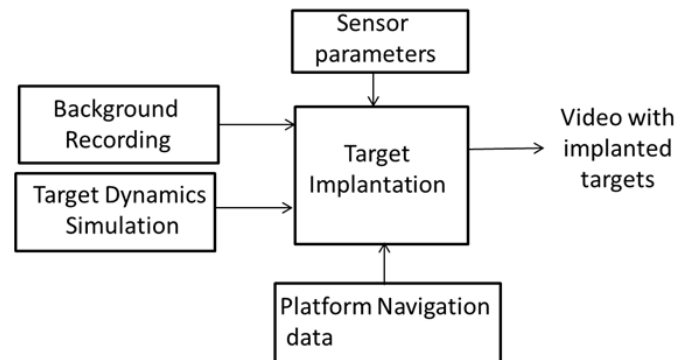 Sensor
parameters
Background
Recording
Target
Implantation
Video with
implanted
targets
Target Dynamics
Simulation
Platform Navigation
data